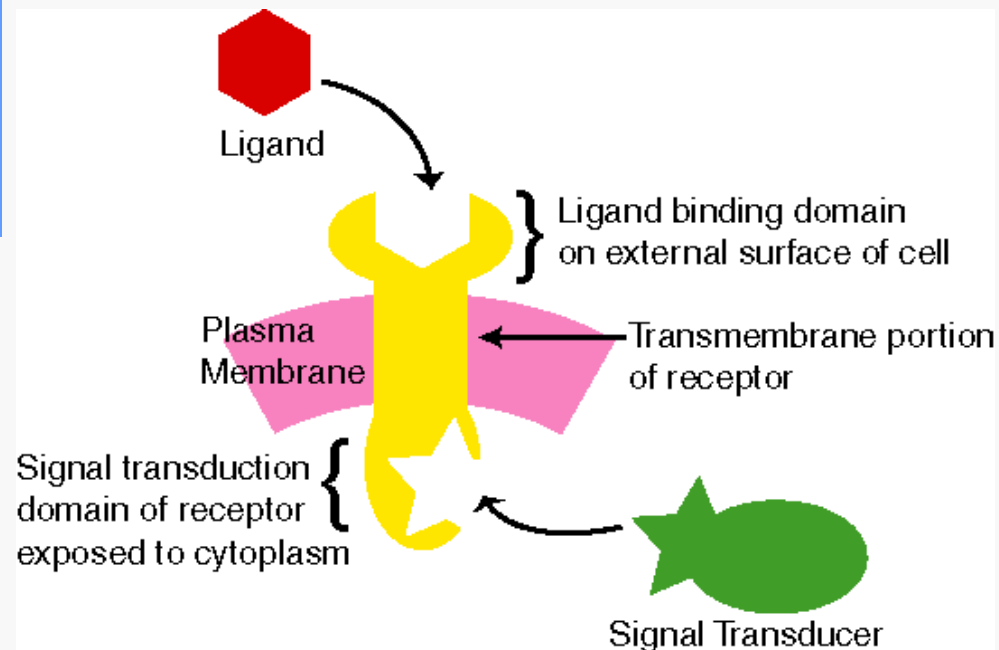 Ligand
Ligand binding domain
on external surface of cell
Plasma
Membrane
Transmembrane portion
of receptor
Signal transduction
domain of receptor
exposed to cytoplasm
Signal Transducer